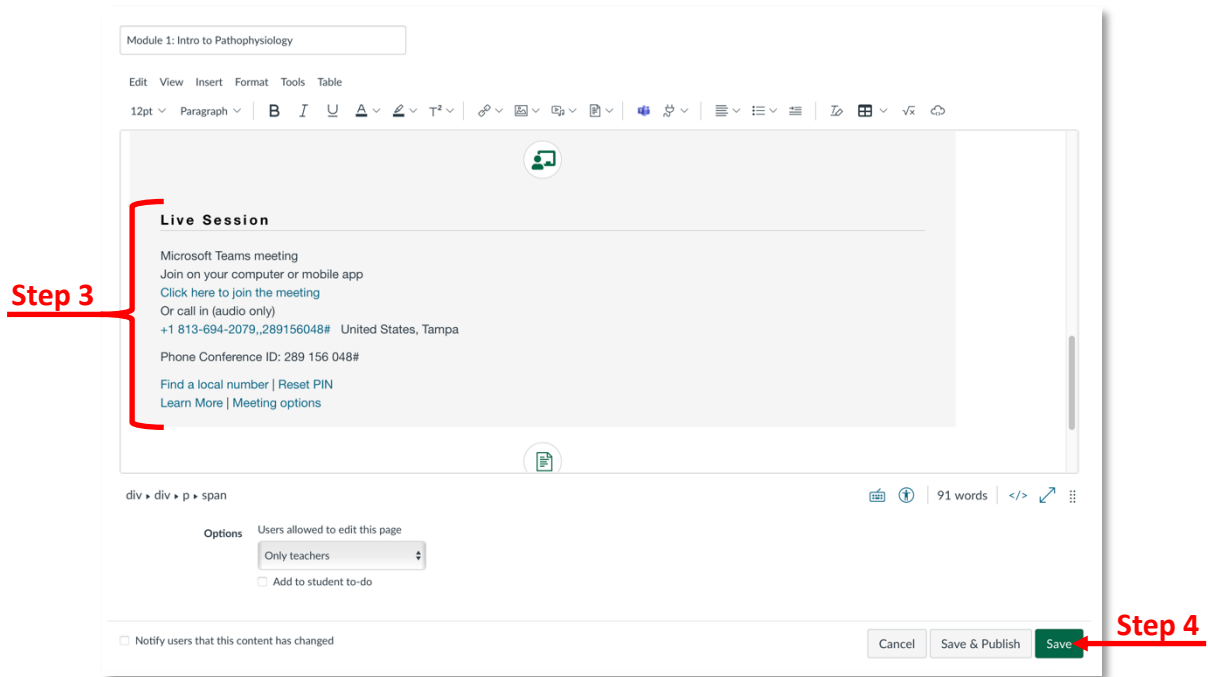 Module 1: Intro to Pathophysiology
Edit View Insert Format Tools Table
12pt Paragraph B I U A T²
Live Session
Microsoft Teams meeting
Join on your computer or mobile app
Click here to join the meeting
Step 3
Or call in (audio only)
+1 813-694-2079,,289156048# United States, Tampa
Phone Conference ID: 289 156 048#
Find a local number | Reset PIN
Learn More | Meeting options
div ▸ div ▸ p ▸ span
91 words </>
Options Users allowed to edit this page
Only teachers
Add to student to-do
Step 4
Notify users that this content has changed
Cancel Save & Publish Save